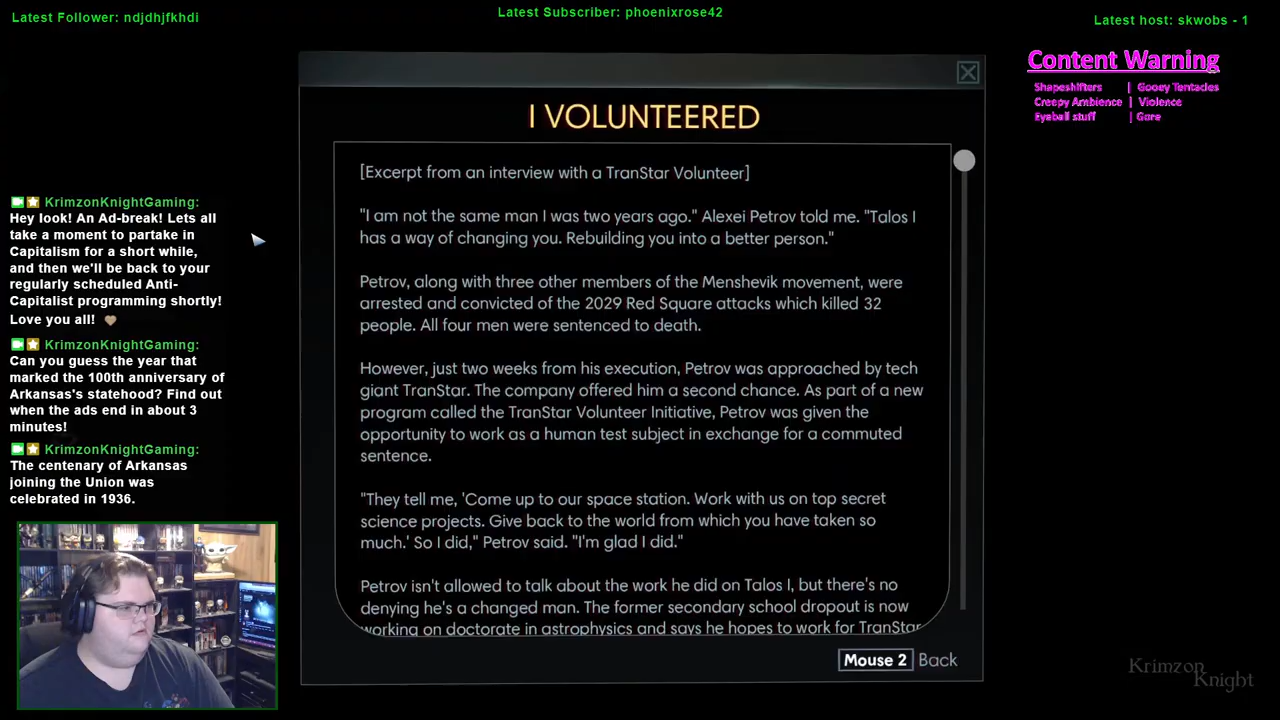 Latest Follower: ndjdhjfkhdi
Latest Subscriber: phoenixrose42
Latest host: skwobs - 1
Content Warning
Shapeshifters | Gooey Tentacles
Creepy Ambience | Violence
Eyeball stuff | Gore
I VOLUNTEERED
[Excerpt from an interview with a TranStar Volunteer]
"I am not the same man I was two years ago." Alexei Petrov told me. "Talos I
has a way of changing you. Rebuilding you into a better person."
Petrov, along with three other members of the Menshevik movement, were
arrested and convicted of the 2029 Red Square attacks which killed 32
people. All four men were sentenced to death.
However, just two weeks from his execution, Petrov was approached by tech
giant TranStar. The company offered him a second chance. As part of a new
program called the TranStar Volunteer Initiative, Petrov was given the
opportunity to work as a human test subject in exchange for a commuted
sentence.
"They tell me, 'Come up to our space station. Work with us on top secret
science projects. Give back to the world from which you have taken so
much.' So I did," Petrov said. "I'm glad I did."
Petrov isn't allowed to talk about the work he did on Talos I, but there's no
denying he's a changed man. The former secondary school dropout is now
working on doctorate in astrophysics and says he hopes to work for TranStar
Mouse 2 Back
KrimzonKnightGaming:
Hey look! An Ad-break! Lets all
take a moment to partake in
Capitalism for a short while,
and then we'll be back to your
regularly scheduled Anti-
Capitalist programming shortly!
Love you all!
KrimzonKnightGaming:
Can you guess the year that
marked the 100th anniversary of
Arkansas's statehood? Find out
when the ads end in about 3
minutes!
KrimzonKnightGaming:
The centenary of Arkansas
joining the Union was
celebrated in 1936.
Krimzon
Knight